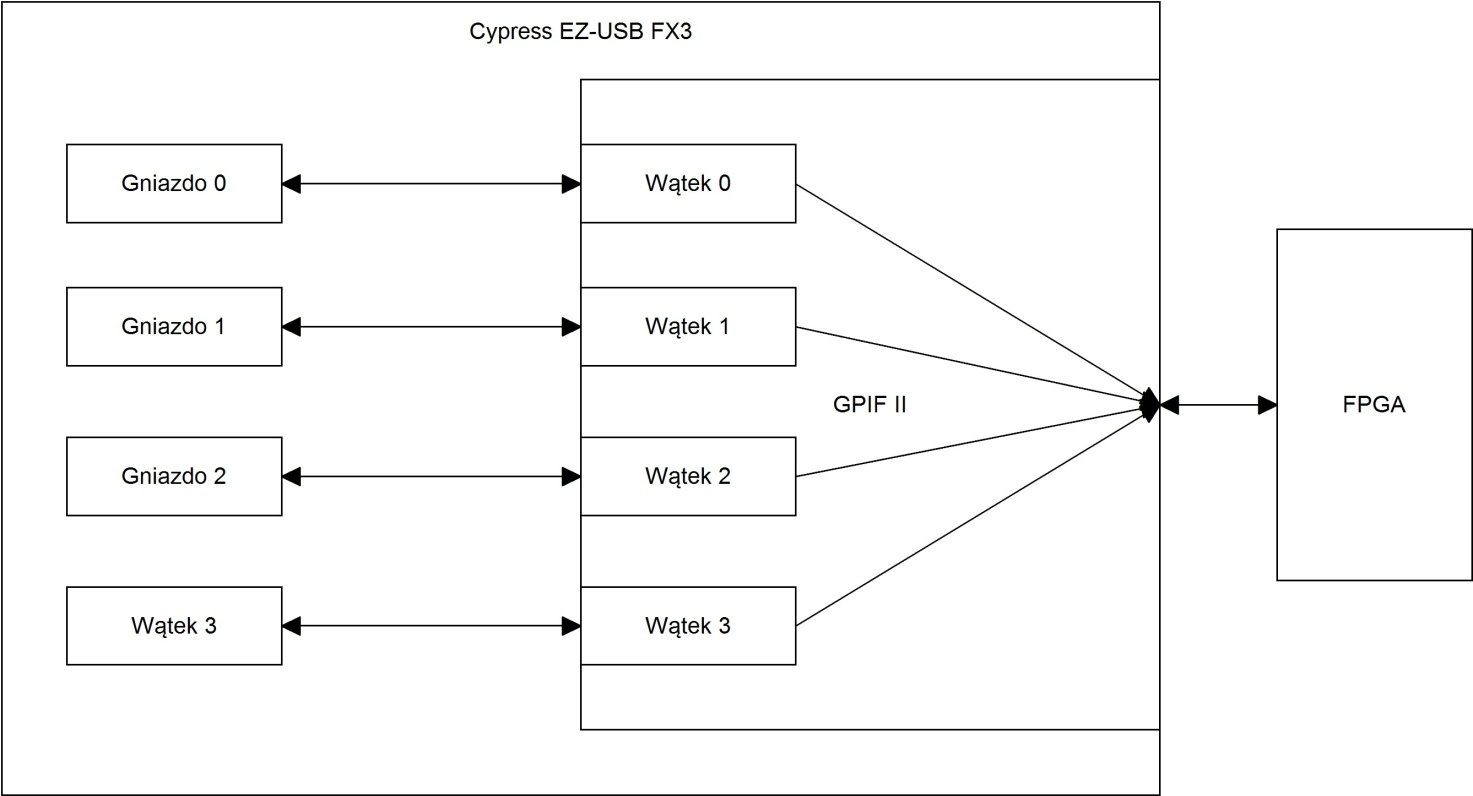 Cypress EZ-USB FX3
Gniazdo 0
Wątek 0
Gniazdo 1
Wątek 1
GPIF II
FPGA
Gniazdo 2
Wątek 2
Wątek 3
Wątek 3